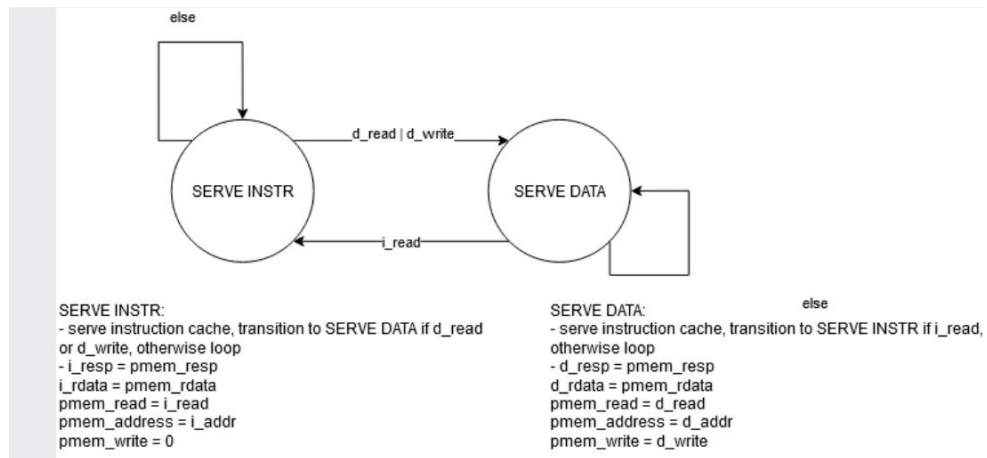 else
d_read | d_write
SERVE INSTR
SERVE DATA
i_read
else
SERVE INSTR:
- serve instruction cache, transition to SERVE DATA if d_read
or d_write, otherwise loop
- i_resp = pmem_resp
i_rdata = pmem_rdata
pmem_read = i_read
pmem_address = i_addr
pmem_write = 0
SERVE DATA:
- serve instruction cache, transition to SERVE INSTR if i_read,
otherwise loop
- d_resp = pmem_resp
d_rdata = pmem_rdata
pmem_read = d_read
pmem_address = d_addr
pmem_write = d_write